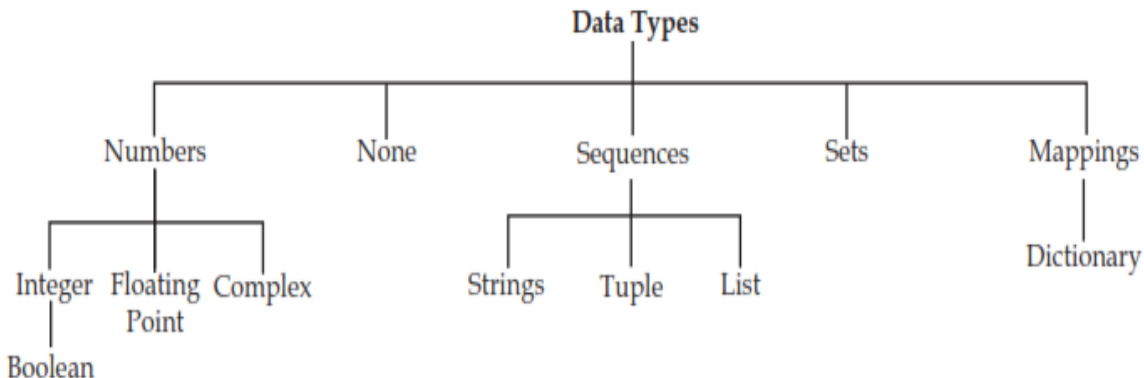 Data Types
Numbers None Sequences Sets Mappings
Dictionary
Integer Floating Complex Strings Tuple List
Point
Boolean